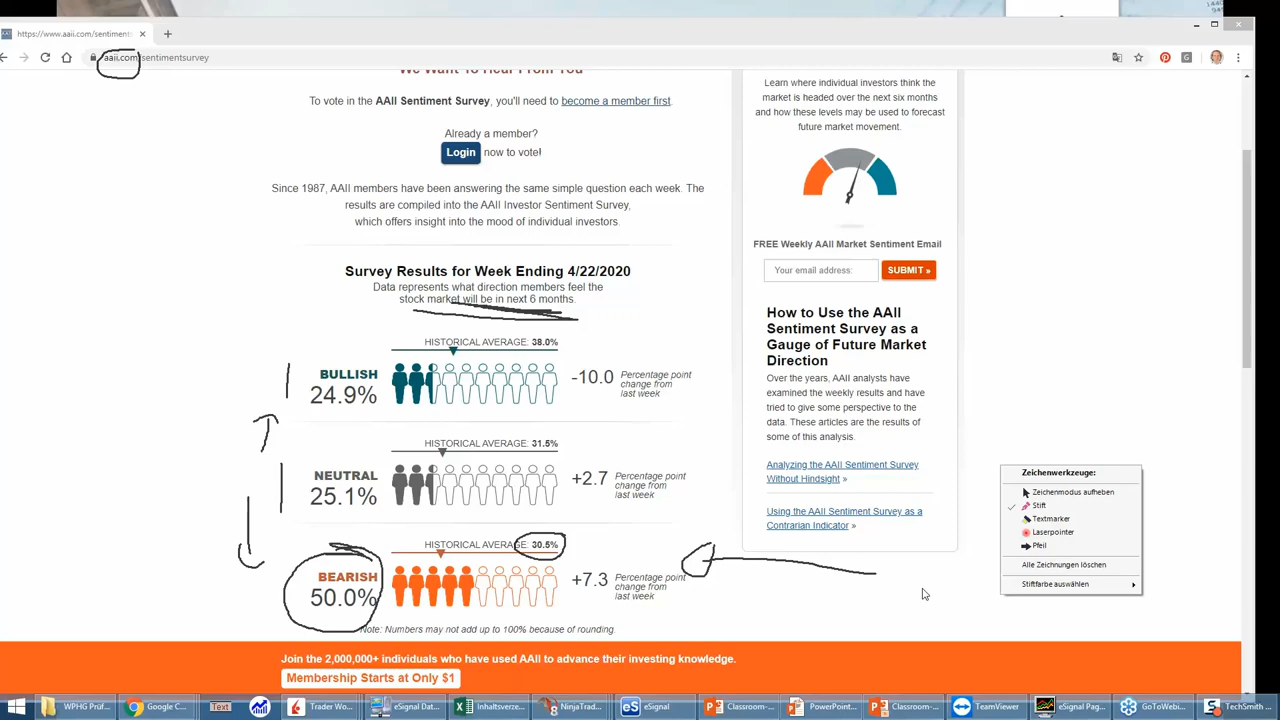 https://www.aaii.com/sentiments
aaii.com/sentimentsurvey
We Want To Hear From You
To vote in the AAII Sentiment Survey, you'll need to become a member first.
Already a member?
Login now to vote!
Since 1987, AAII members have been answering the same simple question each week. The
results are compiled into the AAII Investor Sentiment Survey,
which offers insight into the mood of individual investors.
Survey Results for Week Ending 4/22/2020
Data represents what direction members feel the
stock market will be in next 6 months.
HISTORICAL AVERAGE: 38.0%
BULLISH
24.9%
-10.0
Percentage point
change from
last week
HISTORICAL AVERAGE: 31.5%
NEUTRAL
25.1%
+2.7
Percentage point
change from
last week
HISTORICAL AVERAGE: 30.5%
BEARISH
50.0%
+7.3
Percentage point
change from
last week
Note: Numbers may not add up to 100% because of rounding.
Learn where individual investors think the
market is headed over the next six months
and how these levels may be used to forecast
future market movement.
FREE Weekly AAII Market Sentiment Email
Your email address:
SUBMIT »
How to Use the AAII
Sentiment Survey as a
Gauge of Future Market
Direction
Over the years, AAII analysts have
examined the weekly results and have
tried to give some perspective to the
data. These articles are the results of
some of this analysis.
Analyzing the AAII Sentiment Survey
Without Hindsight »
Using the AAII Sentiment Survey as a
Contrarian Indicator »
Zeichenwerkzeuge:
Zeichenmodus aufheben
Stift
Textmarker
Laserpointer
Pfeil
Alle Zeichnungen löschen
Stiftfarbe auswählen
Join the 2,000,000+ individuals who have used AAII to advance their investing knowledge.
Membership Starts at Only $1
WPHG Prüf...
Google C...
Text
Trader Wo...
eSignal Dat...
Inhaltsverze...
NinjaTrad...
eSignal
Classroom-...
PowerPoint...
Classroom-...
TeamViewer
eSignal Pag...
GoToWebi...
TechSmith